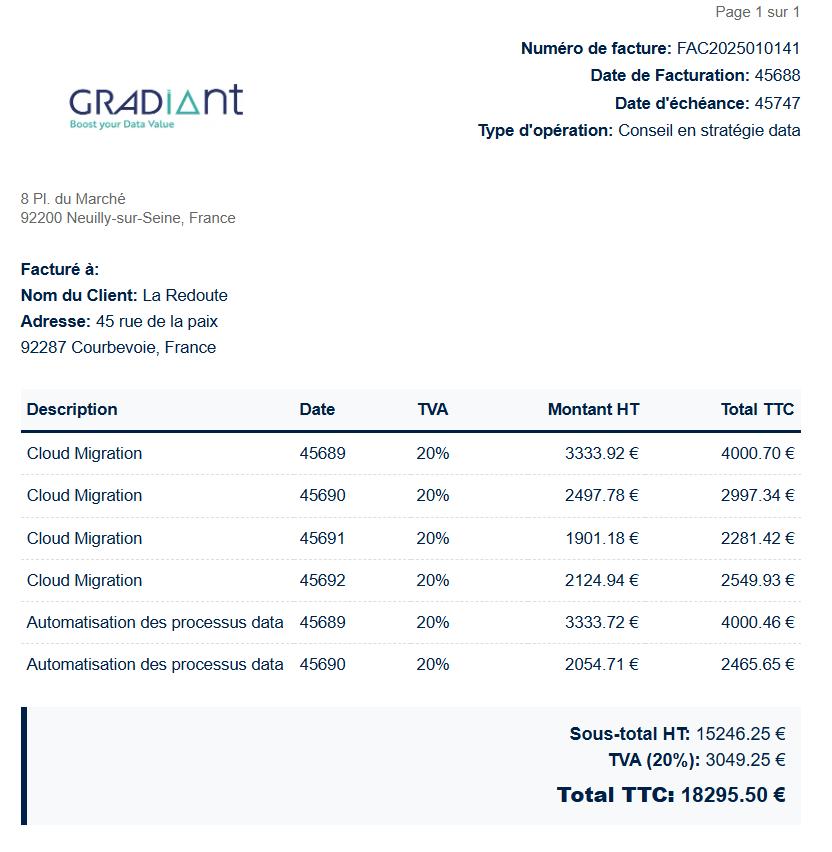 Page 1 sur 1
Numéro de facture: FAC2025010141
Date de Facturation: 45688
Date d'échéance: 45747
Type d'opération: Conseil en stratégie data
GRADIANT
Boost your Data Value
8 Pl. du Marché
92200 Neuilly-sur-Seine, France
Facturé à:
Nom du Client: La Redoute
Adresse: 45 rue de la paix
92287 Courbevoie, France
Description Date TVA Montant HT Total TTC
Cloud Migration 45689 20% 3333.92 € 4000.70 €
Cloud Migration 45690 20% 2497.78 € 2997.34 €
Cloud Migration 45691 20% 1901.18 € 2281.42 €
Cloud Migration 45692 20% 2124.94 € 2549.93 €
Automatisation des processus data 45689 20% 3333.72 € 4000.46 €
Automatisation des processus data 45690 20% 2054.71 € 2465.65 €
Sous-total HT: 15246.25 €
TVA (20%): 3049.25 €
Total TTC: 18295.50 €